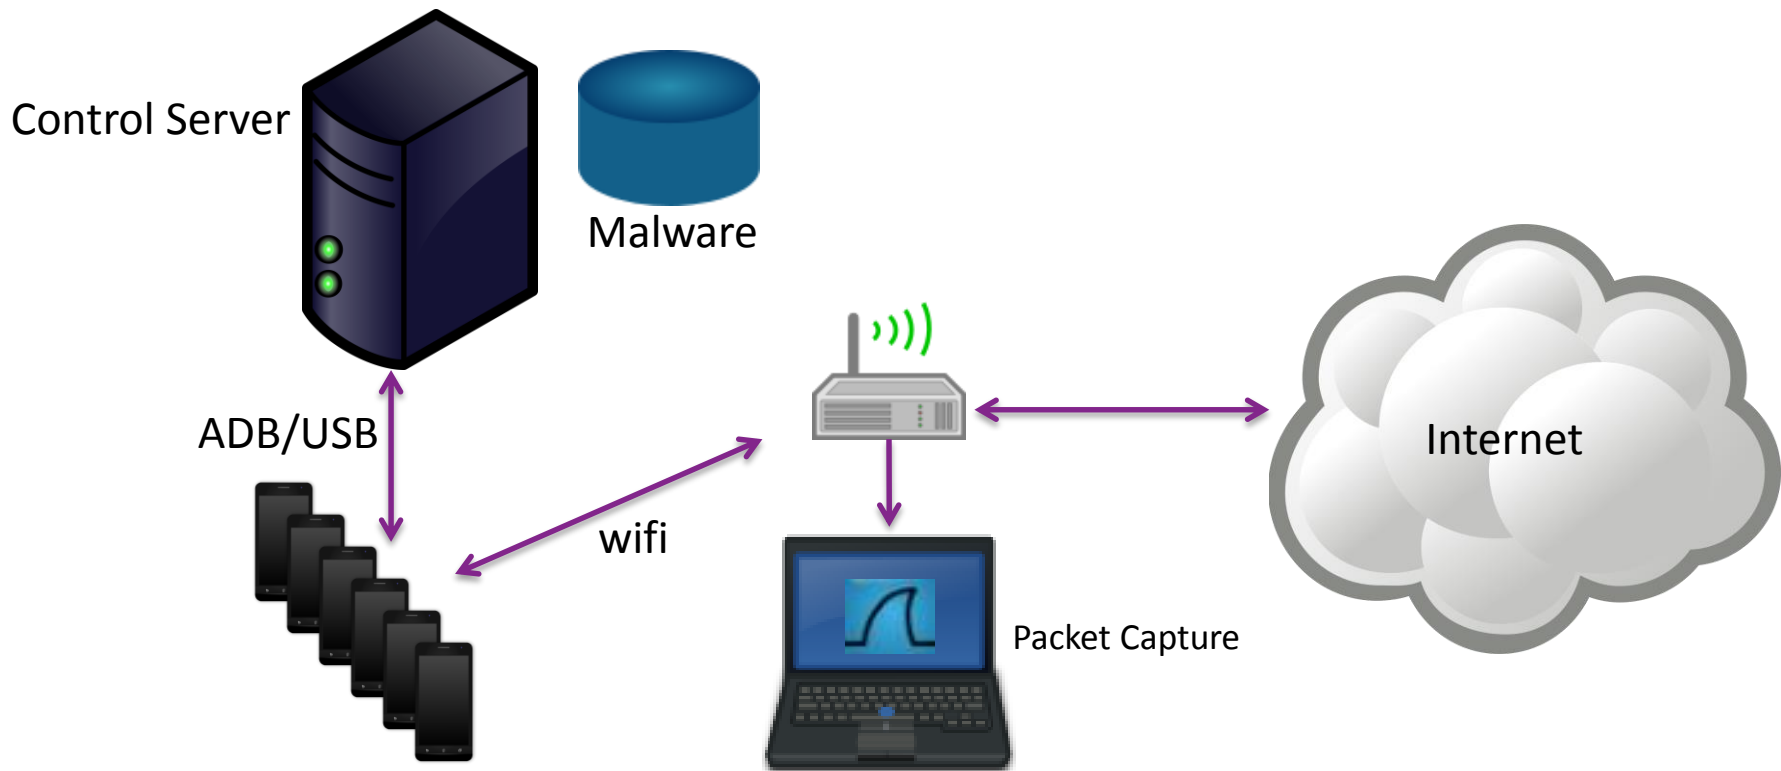 Control Server
Malware
ADB/USB
wifi
Internet
Packet Capture